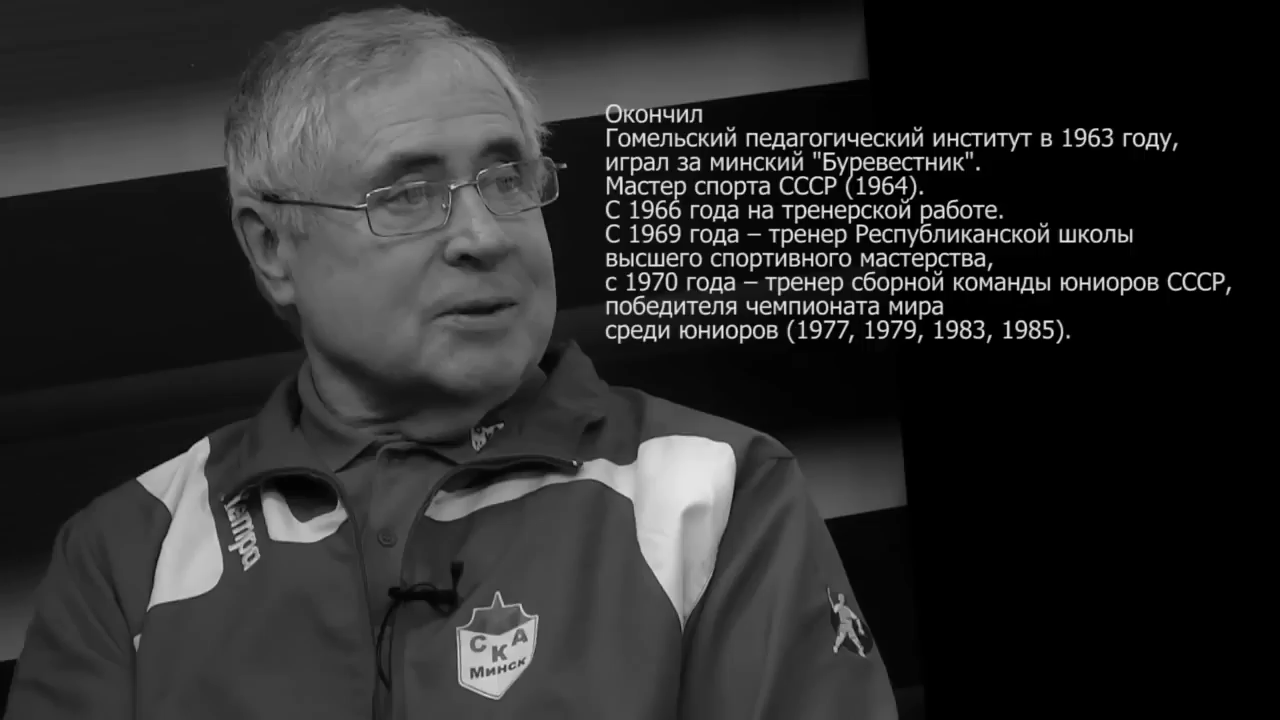 Окончил
Гомельский педагогический институт в 1963 году,
играл за минский "Буревестник".
Мастер спорта СССР (1964).
С 1966 года на тренерской работе.
С 1969 года – тренер Республиканской школы
высшего спортивного мастерства,
с 1970 года – тренер сборной команды юниоров СССР,
победителя чемпионата мира
среди юниоров (1977, 1979, 1983, 1985).
kempa
СКА
Минск